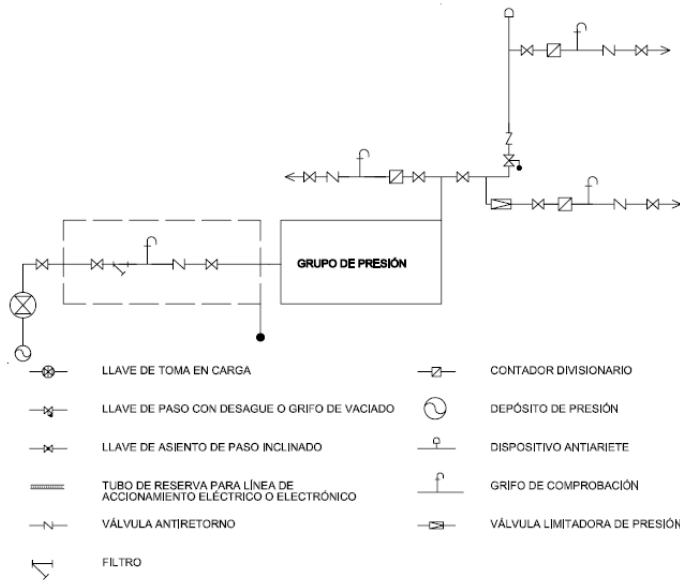 GRUPO DE PRESIÓN
LLAVE DE TOMA EN CARGA
LLAVE DE PASO CON DESAGUE O GRIFO DE VACIADO
LLAVE DE ASIENTO DE PASO INCLINADO
TUBO DE RESERVA PARA LÍNEA DE
ACCIONAMIENTO ELÉCTRICO O ELECTRÓNICO
VÁLVULA ANTIRETORNO
FILTRO
CONTADOR DIVISIONARIO
DEPÓSITO DE PRESIÓN
DISPOSITIVO ANTIARIETE
GRIFO DE COMPROBACIÓN
VÁLVULA LIMITADORA DE PRESIÓN